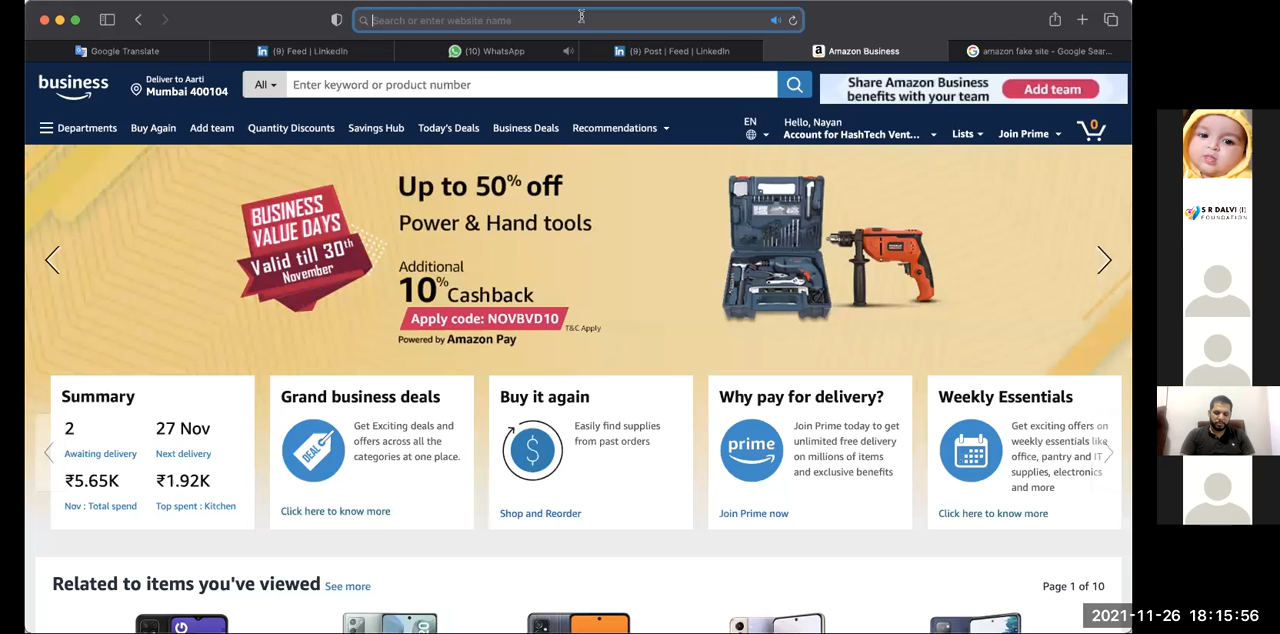 Search or enter website name
Google Translate
(9) Feed | LinkedIn
(10) WhatsApp
(9) Post | Feed | LinkedIn
Amazon Business
amazon fake site - Google Sear...
business
Deliver to Aarti
Mumbai 400104
All
Enter keyword or product number
Share Amazon Business
benefits with your team
Add team
Departments
Buy Again
Add team
Quantity Discounts
Savings Hub
Today's Deals
Business Deals
Recommendations
EN
Hello, Nayan
Account for HashTech Vent...
Lists
Join Prime
0
BUSINESS
VALUE DAYS
Valid till 30th
November
Up to 50% off
Power & Hand tools
Additional
10% Cashback
Apply code: NOVBVD10
T&C Apply
Powered by Amazon Pay
Summary
2
27 Nov
Awaiting delivery
Next delivery
₹5.65K
₹1.92K
Nov : Total spend
Top spent : Kitchen
Grand business deals
DEAL
Get Exciting deals and
offers across all the
categories at one place.
Click here to know more
Buy it again
$
Easily find supplies
from past orders
Shop and Reorder
Why pay for delivery?
prime
Join Prime today to get
unlimited free delivery
on millions of items
and exclusive benefits
Join Prime now
Weekly Essentials
Get exciting offers on
weekly essentials like
office, pantry and IT
supplies, electronics
and more
Click here to know more
Related to items you've viewed
See more
Page 1 of 10
S R DALVI (I)
FOUNDATION
2021-11-26 18:15:56